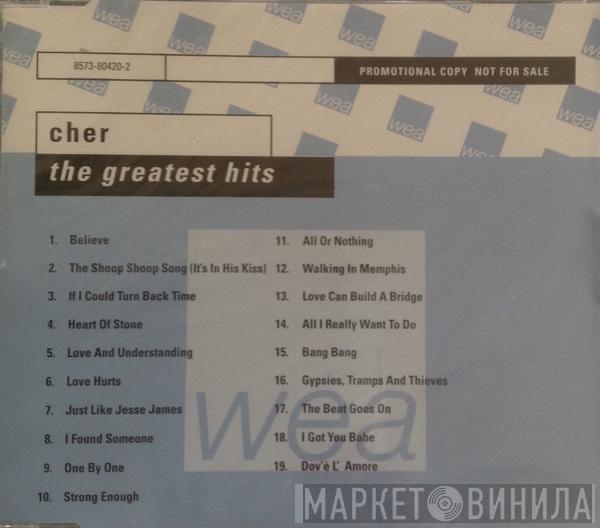 wea
8573-80420-2
PROMOTIONAL COPY NOT FOR SALE
cher
the greatest hits
1. Believe
2. The Shoop Shoop Song (It's In His Kiss)
3. If I Could Turn Back Time
4. Heart Of Stone
5. Love And Understanding
6. Love Hurts
7. Just Like Jesse James
8. I Found Someone
9. One By One
10. Strong Enough
11. All Or Nothing
12. Walking In Memphis
13. Love Can Build A Bridge
14. All I Really Want To Do
15. Bang Bang
16. Gypsies, Tramps And Thieves
17. The Beat Goes On
18. I Got You Babe
19. Dov'è L' Amore
wea
МАРКЕТ ВИНИЛА